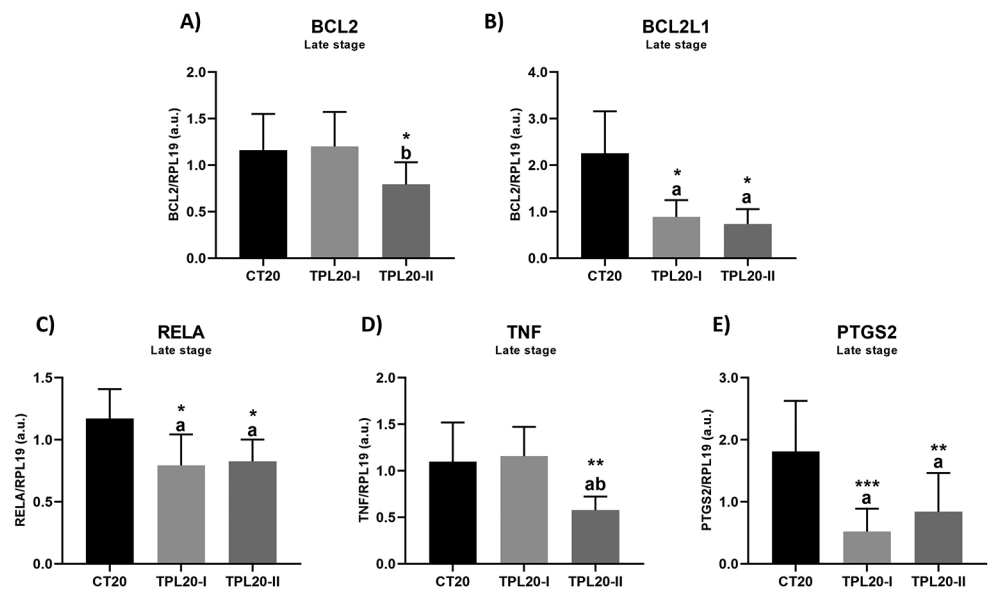 A)
BCL2
Late stage
BCL2/RPL19 (a.u.)
2.0
1.5
1.0
0.5
0.0
*
b
CT20 TPL20-I TPL20-II
B)
BCL2L1
Late stage
BCL2/RPL19 (a.u.)
4.0
3.0
2.0
1.0
0.0
* *
a a
CT20 TPL20-I TPL20-II
C)
RELA
Late stage
RELA/RPL19 (a.u.)
1.5
1.0
0.5
0.0
* *
a a
CT20 TPL20-I TPL20-II
D)
TNF
Late stage
TNF/RPL19 (a.u.)
2.0
1.5
1.0
0.5
0.0
**
ab
CT20 TPL20-I TPL20-II
E)
PTGS2
Late stage
PTGS2/RPL19 (a.u.)
3.0
2.0
1.0
0.0
**
a
***
a
CT20 TPL20-I TPL20-II